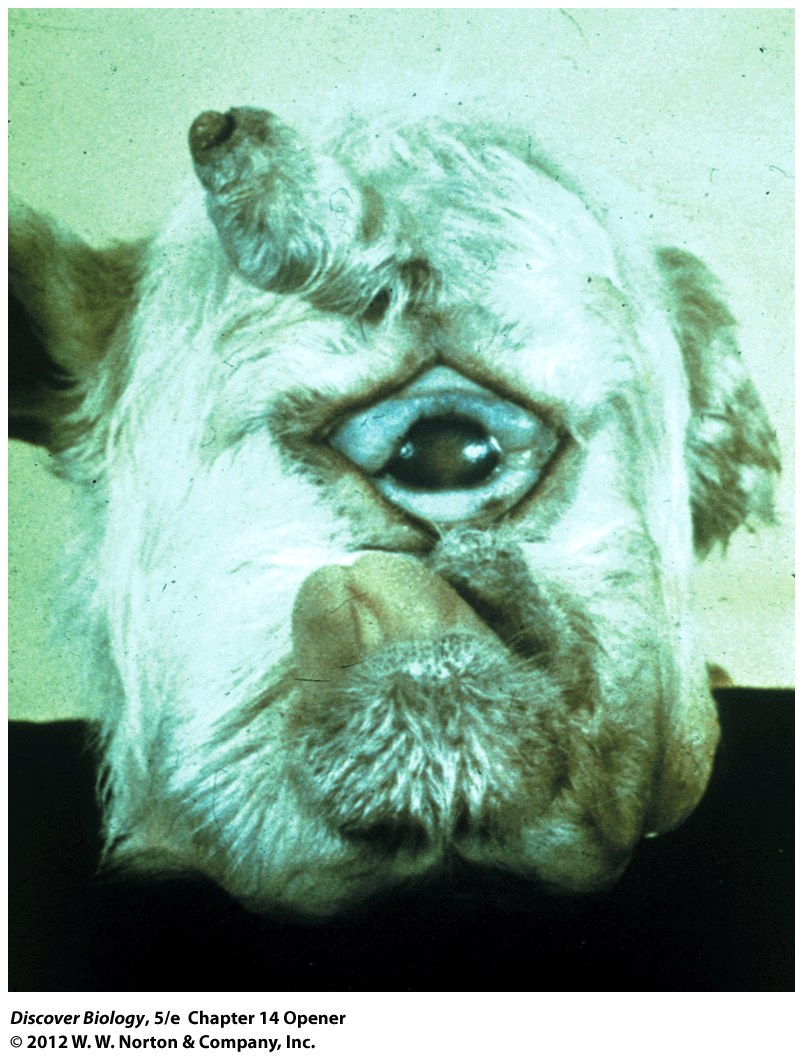 Discover Biology, 5/e Chapter 14 Opener
© 2012 W. W. Norton & Company, Inc.